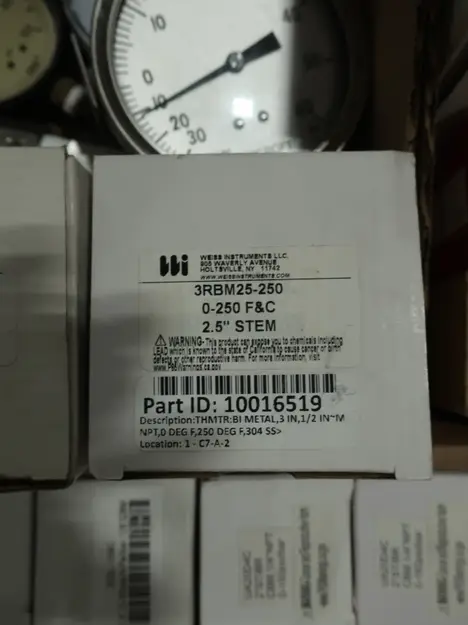 10
0
10
20
30
WEISS INSTRUMENTS LLC.
905 WAVERLY AVENUE
HOLTSVILLE, NY 11742
WWW.WEISSINSTRUMENTS.COM
3RBM25-250
0-250 F&C
2.5" STEM
WARNING- This product can expose you to chemicals including
LEAD which is known to the state of California to cause cancer or birth
defects or other reproductive harm. For more information, visit
www.P65Warnings.ca.gov
Part ID: 10016519
Description:THMTR:BI METAL,3 IN,1/2 IN~M
NPT,0 DEG F,250 DEG F,304 SS>
Location: 1 - C7-A-2